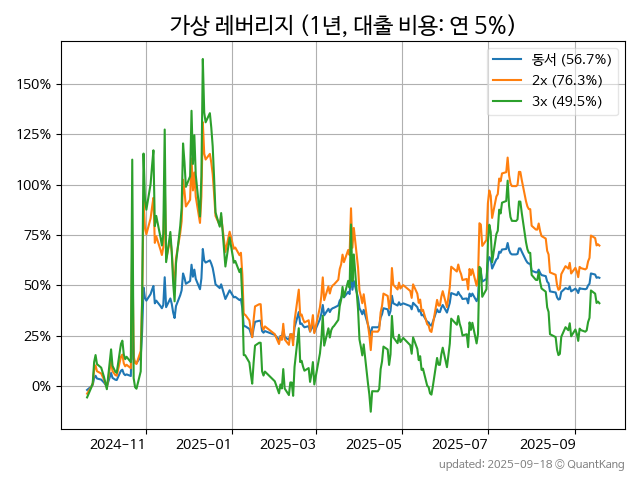 가상 레버리지 (1년, 대출 비용: 연 5%)
동서 (56.7%)
2x (76.3%)
3x (49.5%)
150%
125%
100%
75%
50%
25%
0%
2024-11 2025-01 2025-03 2025-05 2025-07 2025-09
updated: 2025-09-18 © QuantKang